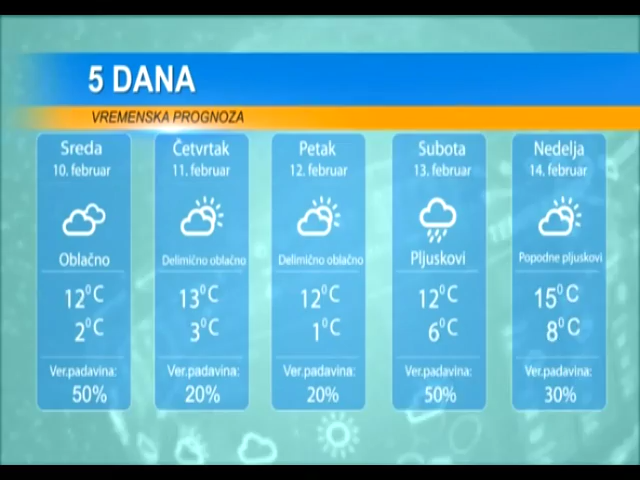 5 DANA
VREMENSKA PROGNOZA
Sreda
10. februar
Oblačno
12°C
2°C
Ver.padavina:
50%
Četvrtak
11. februar
Delimično oblačno
13°C
3°C
Ver.padavina:
20%
Petak
12. februar
Delimično oblačno
12°C
1°C
Ver.padavina:
20%
Subota
13. februar
Pljuskovi
12°C
6°C
Ver.padavina:
50%
Nedelja
14. februar
Popodne pljuskovi
15°C
8°C
Ver.padavina:
30%